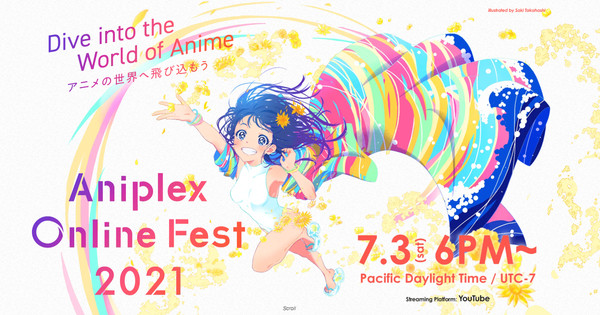 Illustrated by Saki Takahashi
Dive into the
World of Anime
アニメの世界へ飛び込もう
Aniplex
Online Fest
2021
7.3 (sat) 6PM~
Pacific Daylight Time / UTC-7
Streaming Platform: YouTube
Scroll